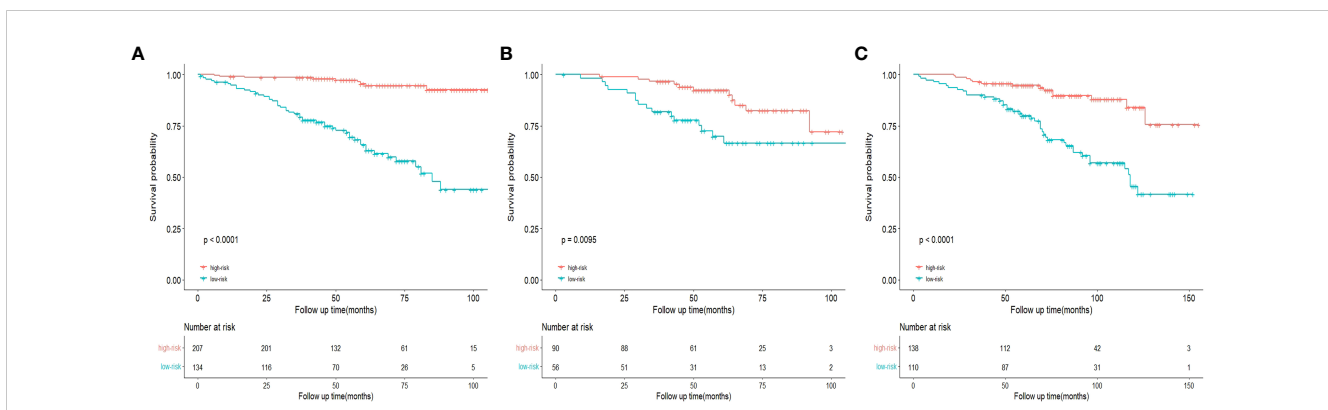 A
1.00
0.75
0.50
0.25
0.00
Survival probability
p < 0.0001
high-risk
low-risk
0 25 50 75 100
Follow up time(months)
Number at risk
high-risk 207 201 132 61 15
low-risk 134 116 70 26 5
0 25 50 75 100
Follow up time(months)
B
1.00
0.75
0.50
0.25
0.00
Survival probability
p = 0.0095
high-risk
low-risk
0 25 50 75 100
Follow up time(months)
Number at risk
high-risk 90 88 61 25 3
low-risk 56 51 31 13 2
0 25 50 75 100
Follow up time(months)
C
1.00
0.75
0.50
0.25
0.00
Survival probability
p < 0.0001
high-risk
low-risk
0 50 100 150
Follow up time(months)
Number at risk
high-risk 138 112 42 3
low-risk 110 87 31 1
0 50 100 150
Follow up time(months)